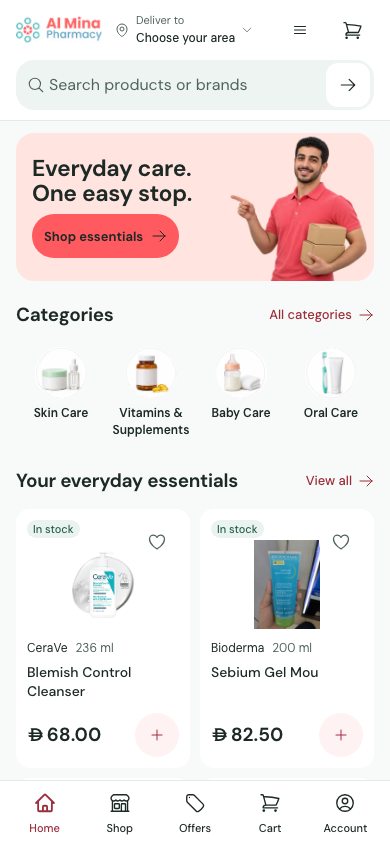 Al Mina
Pharmacy
Deliver to
Choose your area
Search products or brands
Everyday care.
One easy stop.
Shop essentials
Categories
All categories
Skin Care
Vitamins &
Supplements
Baby Care
Oral Care
Your everyday essentials
View all
In stock
In stock
CeraVe
CeraVe 236 ml
Bioderma 200 ml
Blemish Control
Cleanser
Sebium Gel Mou
68.00
82.50
Home
Shop
Offers
Cart
Account